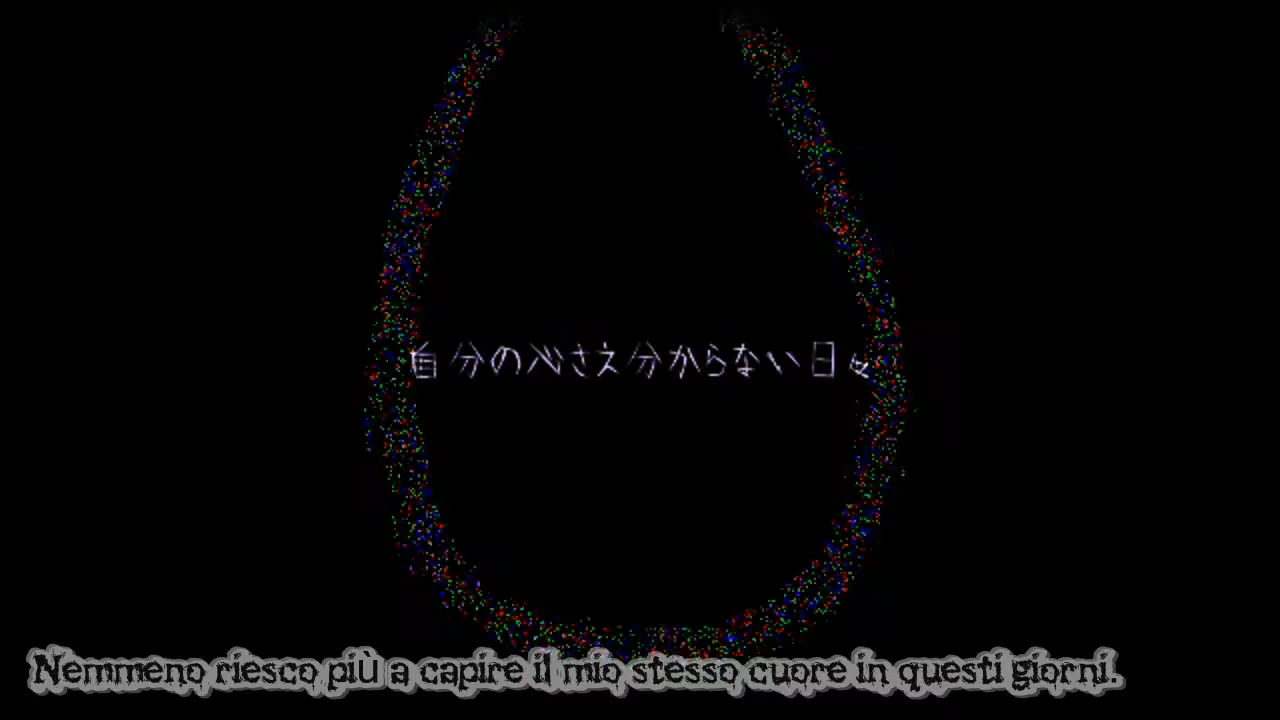 自分の心さえ分からない日々
Nemmeno riesco più a capire il mio stesso cuore in questi giorni.